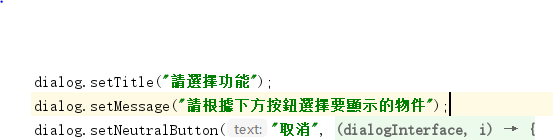 dialog.setTitle("請選擇功能");
dialog.setMessage("請根據下方按鈕選擇要顯示的物件");
dialog.setNeutralButton( text: "取消", (dialogInterface, i) → {